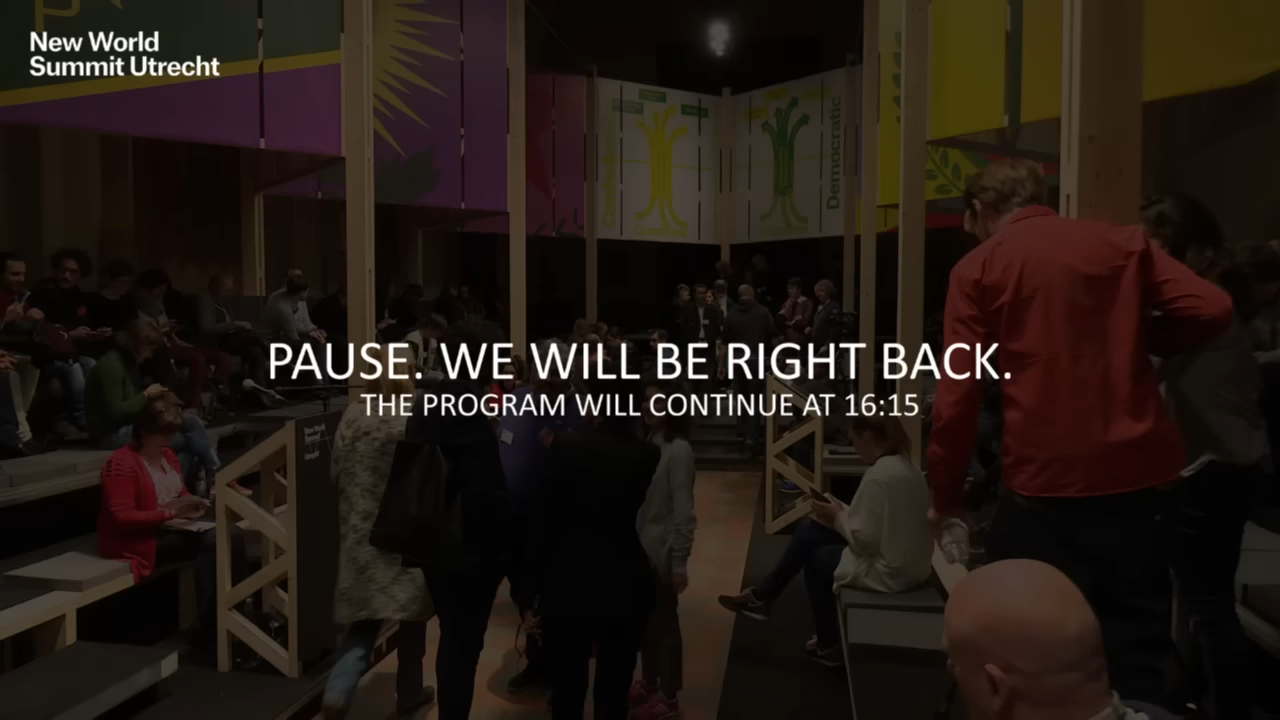 New World
Summit Utrecht
Democratic
PAUSE. WE WILL BE RIGHT BACK.
THE PROGRAM WILL CONTINUE AT 16:15